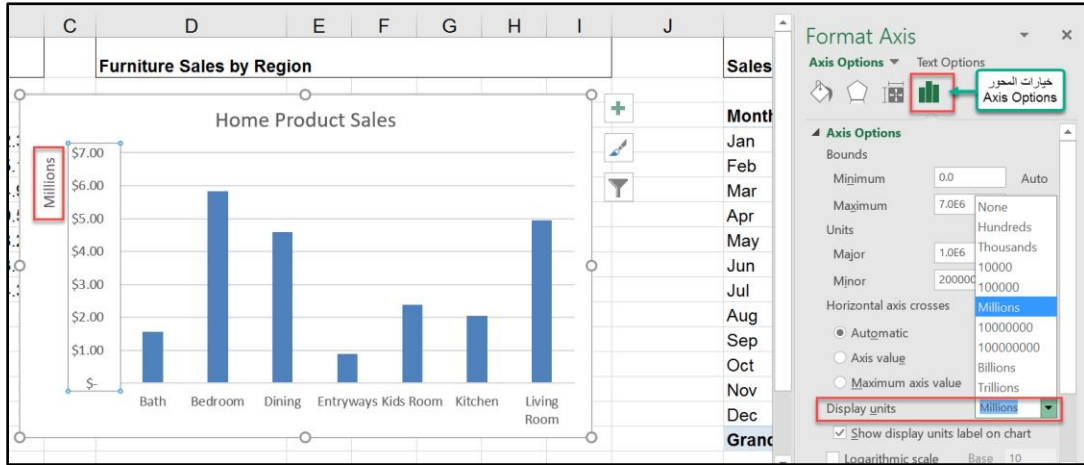 C D E F G H I J
Furniture Sales by Region
Sales
Home Product Sales
Millions
$7.00
$6.00
$5.00
$4.00
$3.00
$2.00
$1.00
$-
Bath Bedroom Dining Entryways Kids Room Kitchen Living Room
Month
Jan
Feb
Mar
Apr
May
Jun
Jul
Aug
Sep
Oct
Nov
Dec
Format Axis
Axis Options Text Options
خيارات المحور
Axis Options
Axis Options
Bounds
Minimum 0.0 Auto
Maximum 7.0E6
Units
Major 1.0E6
Minor
Horizontal axis crosses
Automatic
Axis value
Maximum axis value
None
Hundreds
Thousands
10000
100000
Millions
10000000
100000000
Billions
Trillions
Display units Millions
Show display units label on chart
Logarithmic scale Base 10